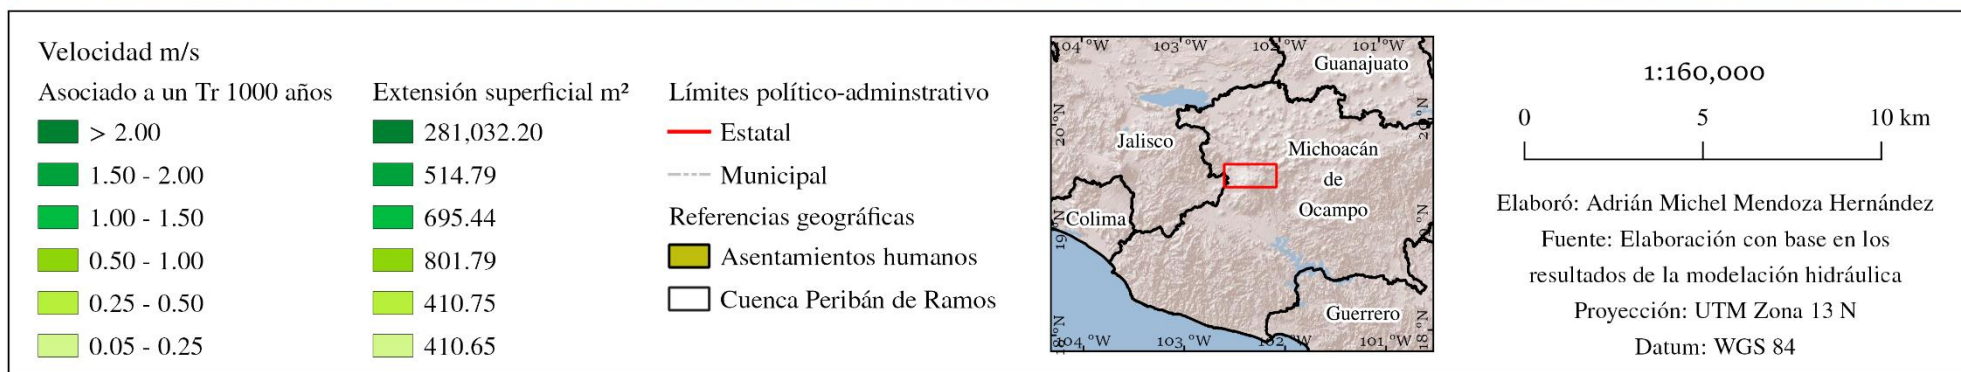 Velocidad m/s
Asociado a un Tr 1000 años
> 2.00
1.50 - 2.00
1.00 - 1.50
0.50 - 1.00
0.25 - 0.50
0.05 - 0.25
Extensión superficial m²
281,032.20
514.79
695.44
801.79
410.75
410.65
Límites político-adminstrativo
Estatal
Municipal
Referencias geográficas
Asentamientos humanos
Cuenca Peribán de Ramos
104 °W 103 °W 102 °W 101 °W
Guanajuato
20 °N 20 °N
Jalisco
Michoacán
de
Ocampo
Colima
19 °N 19 °N
Guerrero
18 °N 18 °N
104 °W 103 °W 102 °W 101 °W
1:160,000
0 5 10 km
Elaboró: Adrián Michel Mendoza Hernández
Fuente: Elaboración con base en los
resultados de la modelación hidráulica
Proyección: UTM Zona 13 N
Datum: WGS 84